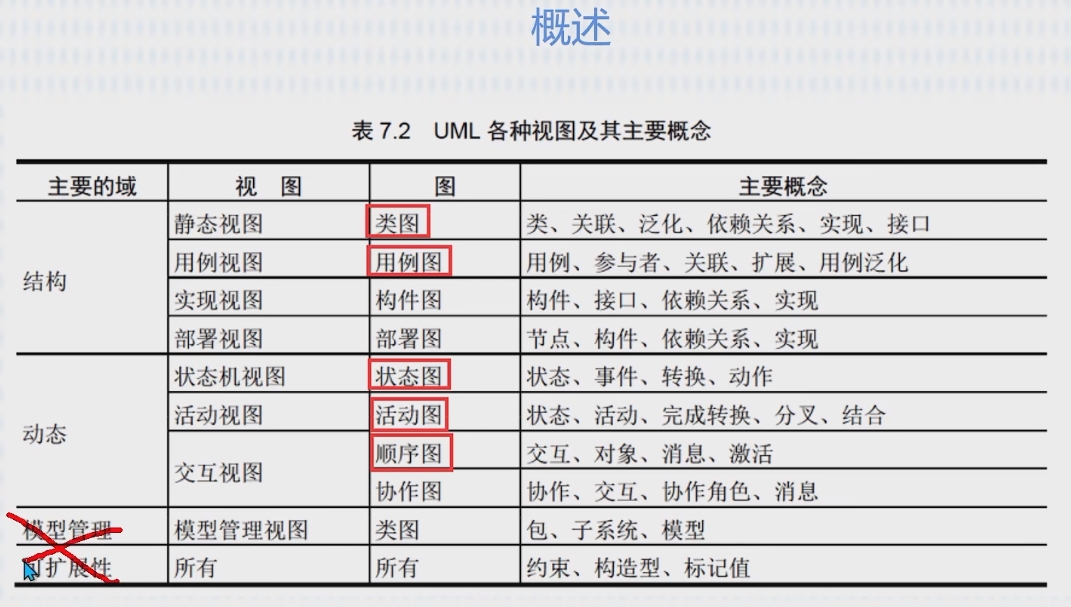 概述
表 7.2 UML 各种视图及其主要概念
主要的域 视 图 图 主要概念
结构 静态视图 类图 类、关联、泛化、依赖关系、实现、接口
用例视图 用例图 用例、参与者、关联、扩展、用例泛化
实现视图 构件图 构件、接口、依赖关系、实现
部署视图 部署图 节点、构件、依赖关系、实现
动态 状态机视图 状态图 状态、事件、转换、动作
活动视图 活动图 状态、活动、完成转换、分叉、结合
交互视图 顺序图 交互、对象、消息、激活
协作图 协作、交互、协作角色、消息
模型管理 模型管理视图 类图 包、子系统、模型
可扩展性 所有 所有 约束、构造型、标记值